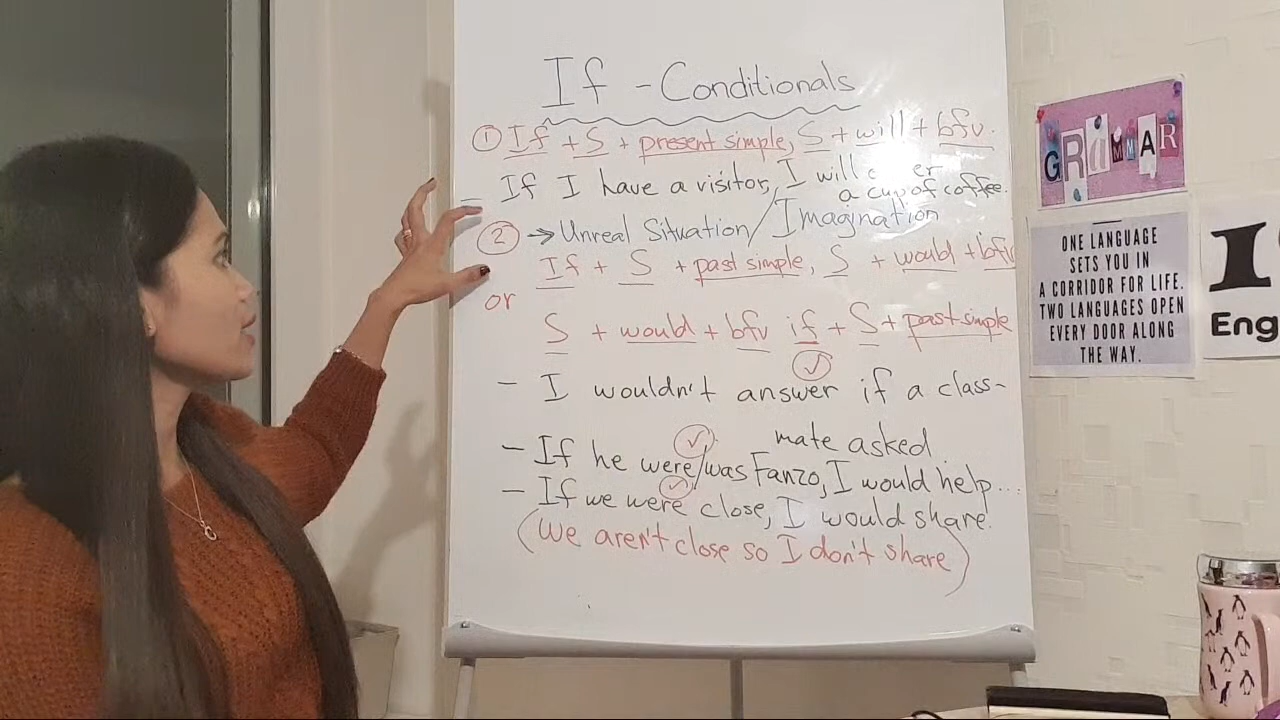 If - Conditionals
① If + S + present simple, S + will + bfv.
- If I have a visitor, I will
a cup of coffee.
② → Unreal Situation / Imagination
If + S + past simple, S + would + bfv
or
S + would + bfv if + S + past simple
- I wouldn't answer if a class-
mate asked
- If he were/was Fanzo, I would help...
- If we were close, I would share.
(We aren't close so I don't share)
GRAMMAR
ONE LANGUAGE
SETS YOU IN
A CORRIDOR FOR LIFE.
TWO LANGUAGES OPEN
EVERY DOOR ALONG
THE WAY.
I
Eng